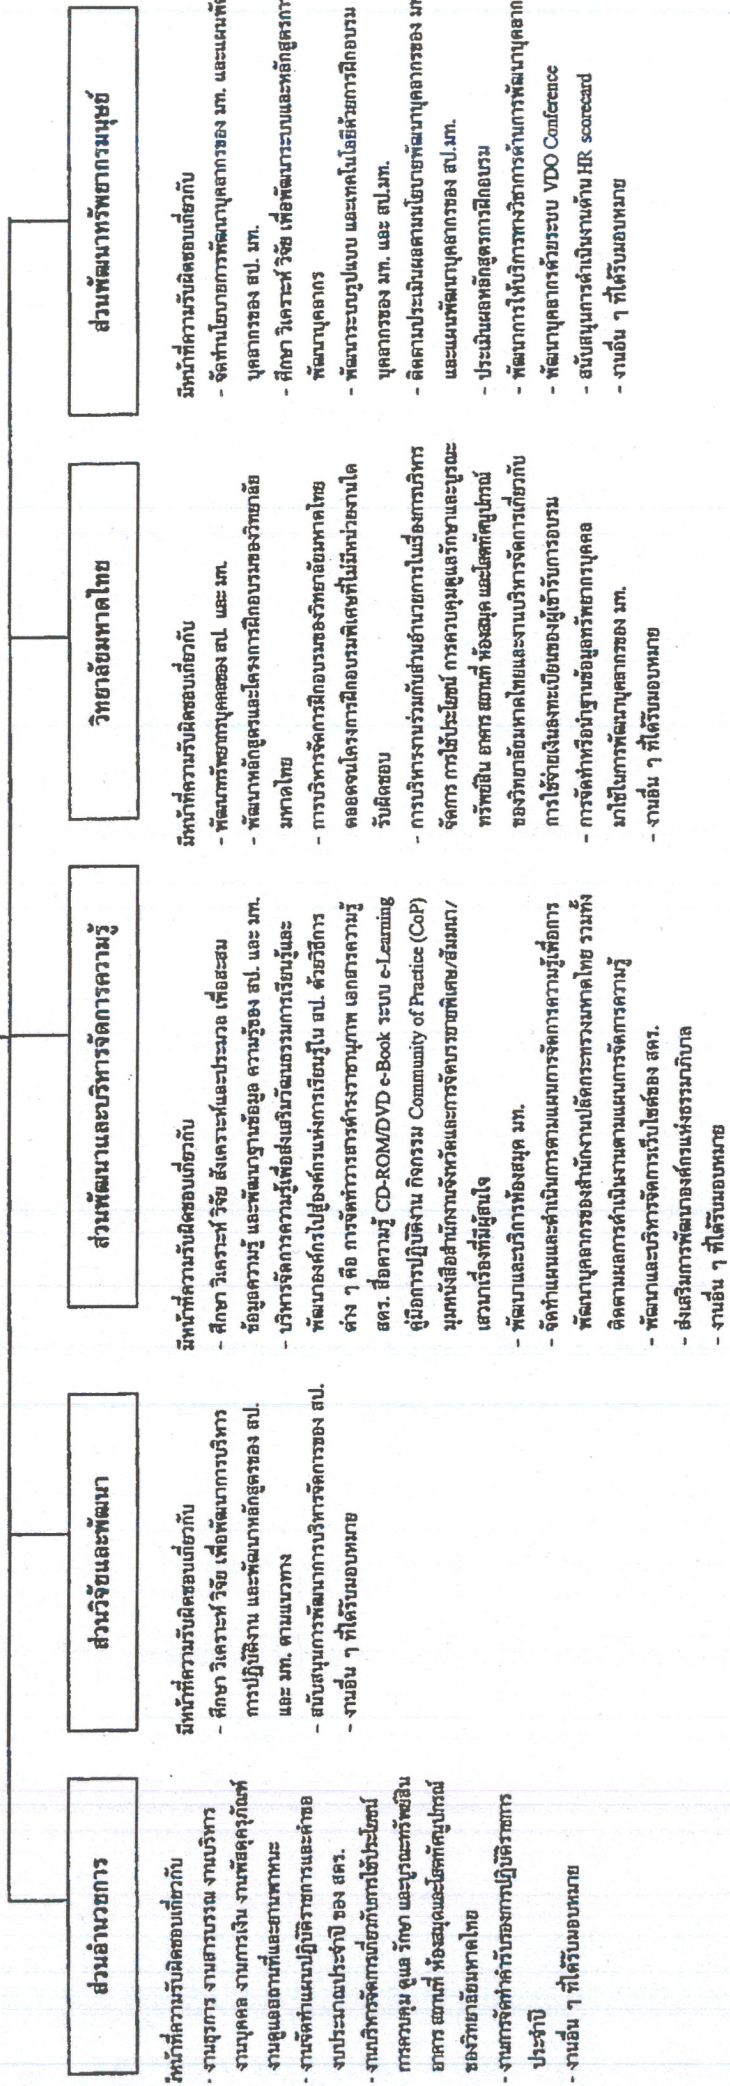 ส่วนอำนวยการ
มีหน้าที่ความรับผิดชอบเกี่ยวกับ
- งานธุรการ งานสารบรรณ งานบริหาร
งานบุคคล งานการเงิน งานพัสดุครุภัณฑ์
งานดูแลสถานที่และยานพาหนะ
- งานจัดทำแผนปฏิบัติราชการและคำขอ
งบประมาณประจำปี ของ สดร.
- งานบริหารจัดการเกี่ยวกับการใช้ประโยชน์
การควบคุม ดูแล รักษา และบูรณะทรัพย์สิน
อาคาร สถานที่ ห้องสมุดและโสตทัศนูปกรณ์
ของวิทยาลัยมหาดไทย
- งานการจัดทำคำรับรองการปฏิบัติราชการ
ประจำปี
- งานอื่น ๆ ที่ได้รับมอบหมาย
ส่วนวิจัยและพัฒนา
มีหน้าที่ความรับผิดชอบเกี่ยวกับ
- ศึกษา วิเคราะห์ วิจัย เพื่อพัฒนาการบริหาร
การปฏิบัติงาน และพัฒนาหลักสูตรของ สป.
และ มท. ตามแนวทาง
- สนับสนุนการพัฒนาการบริหารจัดการของ สป.
- งานอื่น ๆ ที่ได้รับมอบหมาย
ส่วนพัฒนาและบริหารจัดการความรู้
มีหน้าที่ความรับผิดชอบเกี่ยวกับ
- ศึกษา วิเคราะห์ วิจัย สังเคราะห์และประมวล เพื่อสะสม
ข้อมูลความรู้ และพัฒนาฐานข้อมูล ความรู้ของ สป. และ มท.
- บริหารจัดการความรู้เพื่อส่งเสริมวัฒนธรรมการเรียนรู้และ
พัฒนาองค์กรไปสู่องค์กรแห่งการเรียนรู้ใน สป. ด้วยวิธีการ
ต่าง ๆ คือ การจัดทำวารสารดำรงราชานุภาพ เอกสารความรู้
สดร. สื่อความรู้ CD-ROM/DVD e-Book ระบบ e-Learning
คู่มือการปฏิบัติงาน กิจกรรม Community of Practice (CoP)
มุมหนังสือสำนักงานจังหวัดและการจัดบรรยายพิเศษ/สัมมนา/
เสวนาเรื่องที่มีผู้สนใจ
- พัฒนาและบริการห้องสมุด มท.
- จัดทำแผนและดำเนินการตามแผนการจัดการความรู้เพื่อการ
พัฒนาบุคลากรของสำนักงานปลัดกระทรวงมหาดไทย รวมทั้ง
ติดตามผลการดำเนินงานตามแผนการจัดการความรู้
- พัฒนาและบริหารจัดการเว็บไซต์ของ สดร.
- ส่งเสริมการพัฒนาองค์กรแห่งธรรมาภิบาล
- งานอื่น ๆ ที่ได้รับมอบหมาย
วิทยาลัยมหาดไทย
มีหน้าที่ความรับผิดชอบเกี่ยวกับ
- พัฒนาทรัพยากรบุคคลของ สป. และ มท.
- พัฒนาหลักสูตรและโครงการฝึกอบรมของวิทยาลัย
มหาดไทย
- การบริหารจัดการฝึกอบรมของวิทยาลัยมหาดไทย
ตลอดจนโครงการฝึกอบรมพิเศษที่ไม่มีหน่วยงานใด
รับผิดชอบ
- การบริหารงานร่วมกับส่วนอำนวยการในเรื่องการบริหาร
จัดการ การใช้ประโยชน์ การควบคุมดูแลรักษาและบูรณะ
ทรัพย์สิน อาคาร สถานที่ ห้องสมุด และโสตทัศนูปกรณ์
ของวิทยาลัยมหาดไทยและงานบริหารจัดการเกี่ยวกับ
การใช้จ่ายเงินลงทะเบียนของผู้เข้ารับการอบรม
- การจัดทำหรือนำฐานข้อมูลทรัพยากรบุคคล
มาใช้ในการพัฒนาบุคลากรของ มท.
- งานอื่น ๆ ที่ได้รับมอบหมาย
ส่วนพัฒนาทรัพยากรมนุษย์
มีหน้าที่ความรับผิดชอบเกี่ยวกับ
- จัดทำนโยบายการพัฒนาบุคลากรของ มท. และแผนพัฒ
บุคลากรของ สป. มท.
- ศึกษา วิเคราะห์ วิจัย เพื่อพัฒนาระบบและหลักสูตรการ
พัฒนาบุคลากร
- พัฒนาระบบรูปแบบ และเทคโนโลยีด้วยการฝึกอบรม
บุคลากรของ มท. และ สป.มท.
- ติดตามประเมินผลตามนโยบายพัฒนาบุคลากรของ มท
และแผนพัฒนาบุคลากรของ สป.มท.
- ประเมินผลหลักสูตรการฝึกอบรม
- พัฒนาการให้บริการทางวิชาการด้านการพัฒนาบุคลาก
- พัฒนาบุคลากรด้วยระบบ VDO Conference
- สนับสนุนการดำเนินงานด้าน HR scorecard
- งานอื่น ๆ ที่ได้รับมอบหมาย